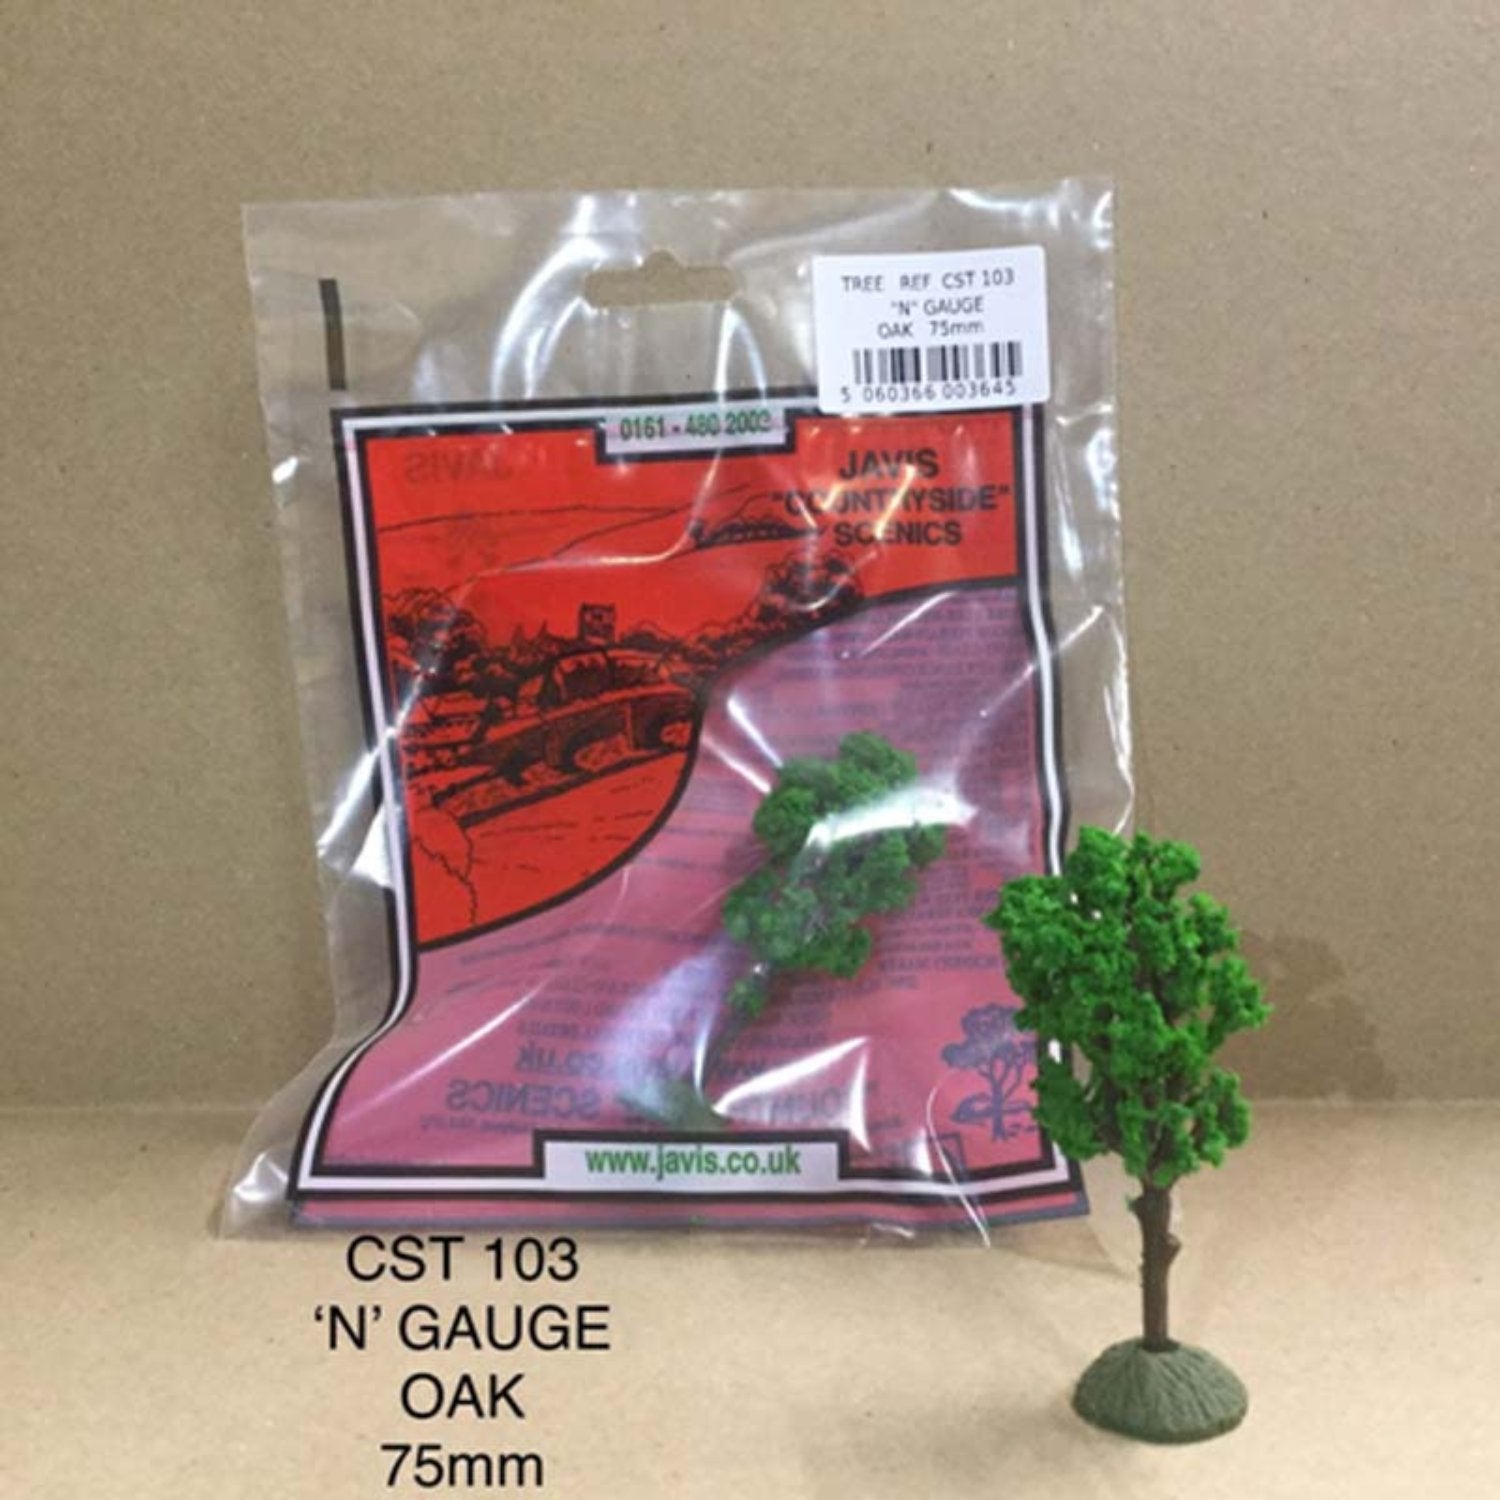 TREE REF CST 103
"N" GAUGE
OAK 75mm
5 060366 003645
0161 - 480 2002
JAVIS
"COUNTRYSIDE"
SCENICS
www.javis.co.uk
CST 103
‘N’ GAUGE
OAK
75mm